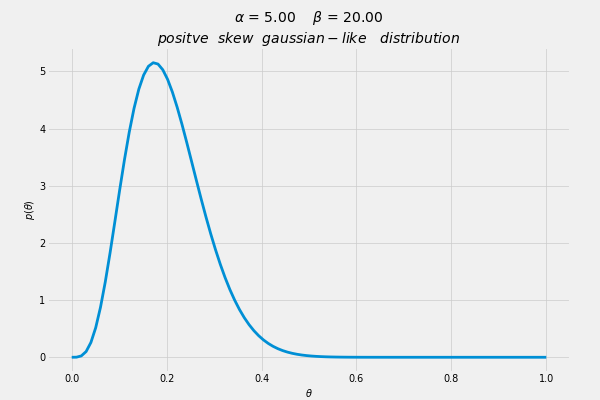 α = 5.00 β = 20.00
positve skew gaussian − like distribution
5
4
3
2
1
0
p(θ)
0.0 0.2 0.4 0.6 0.8 1.0
θ